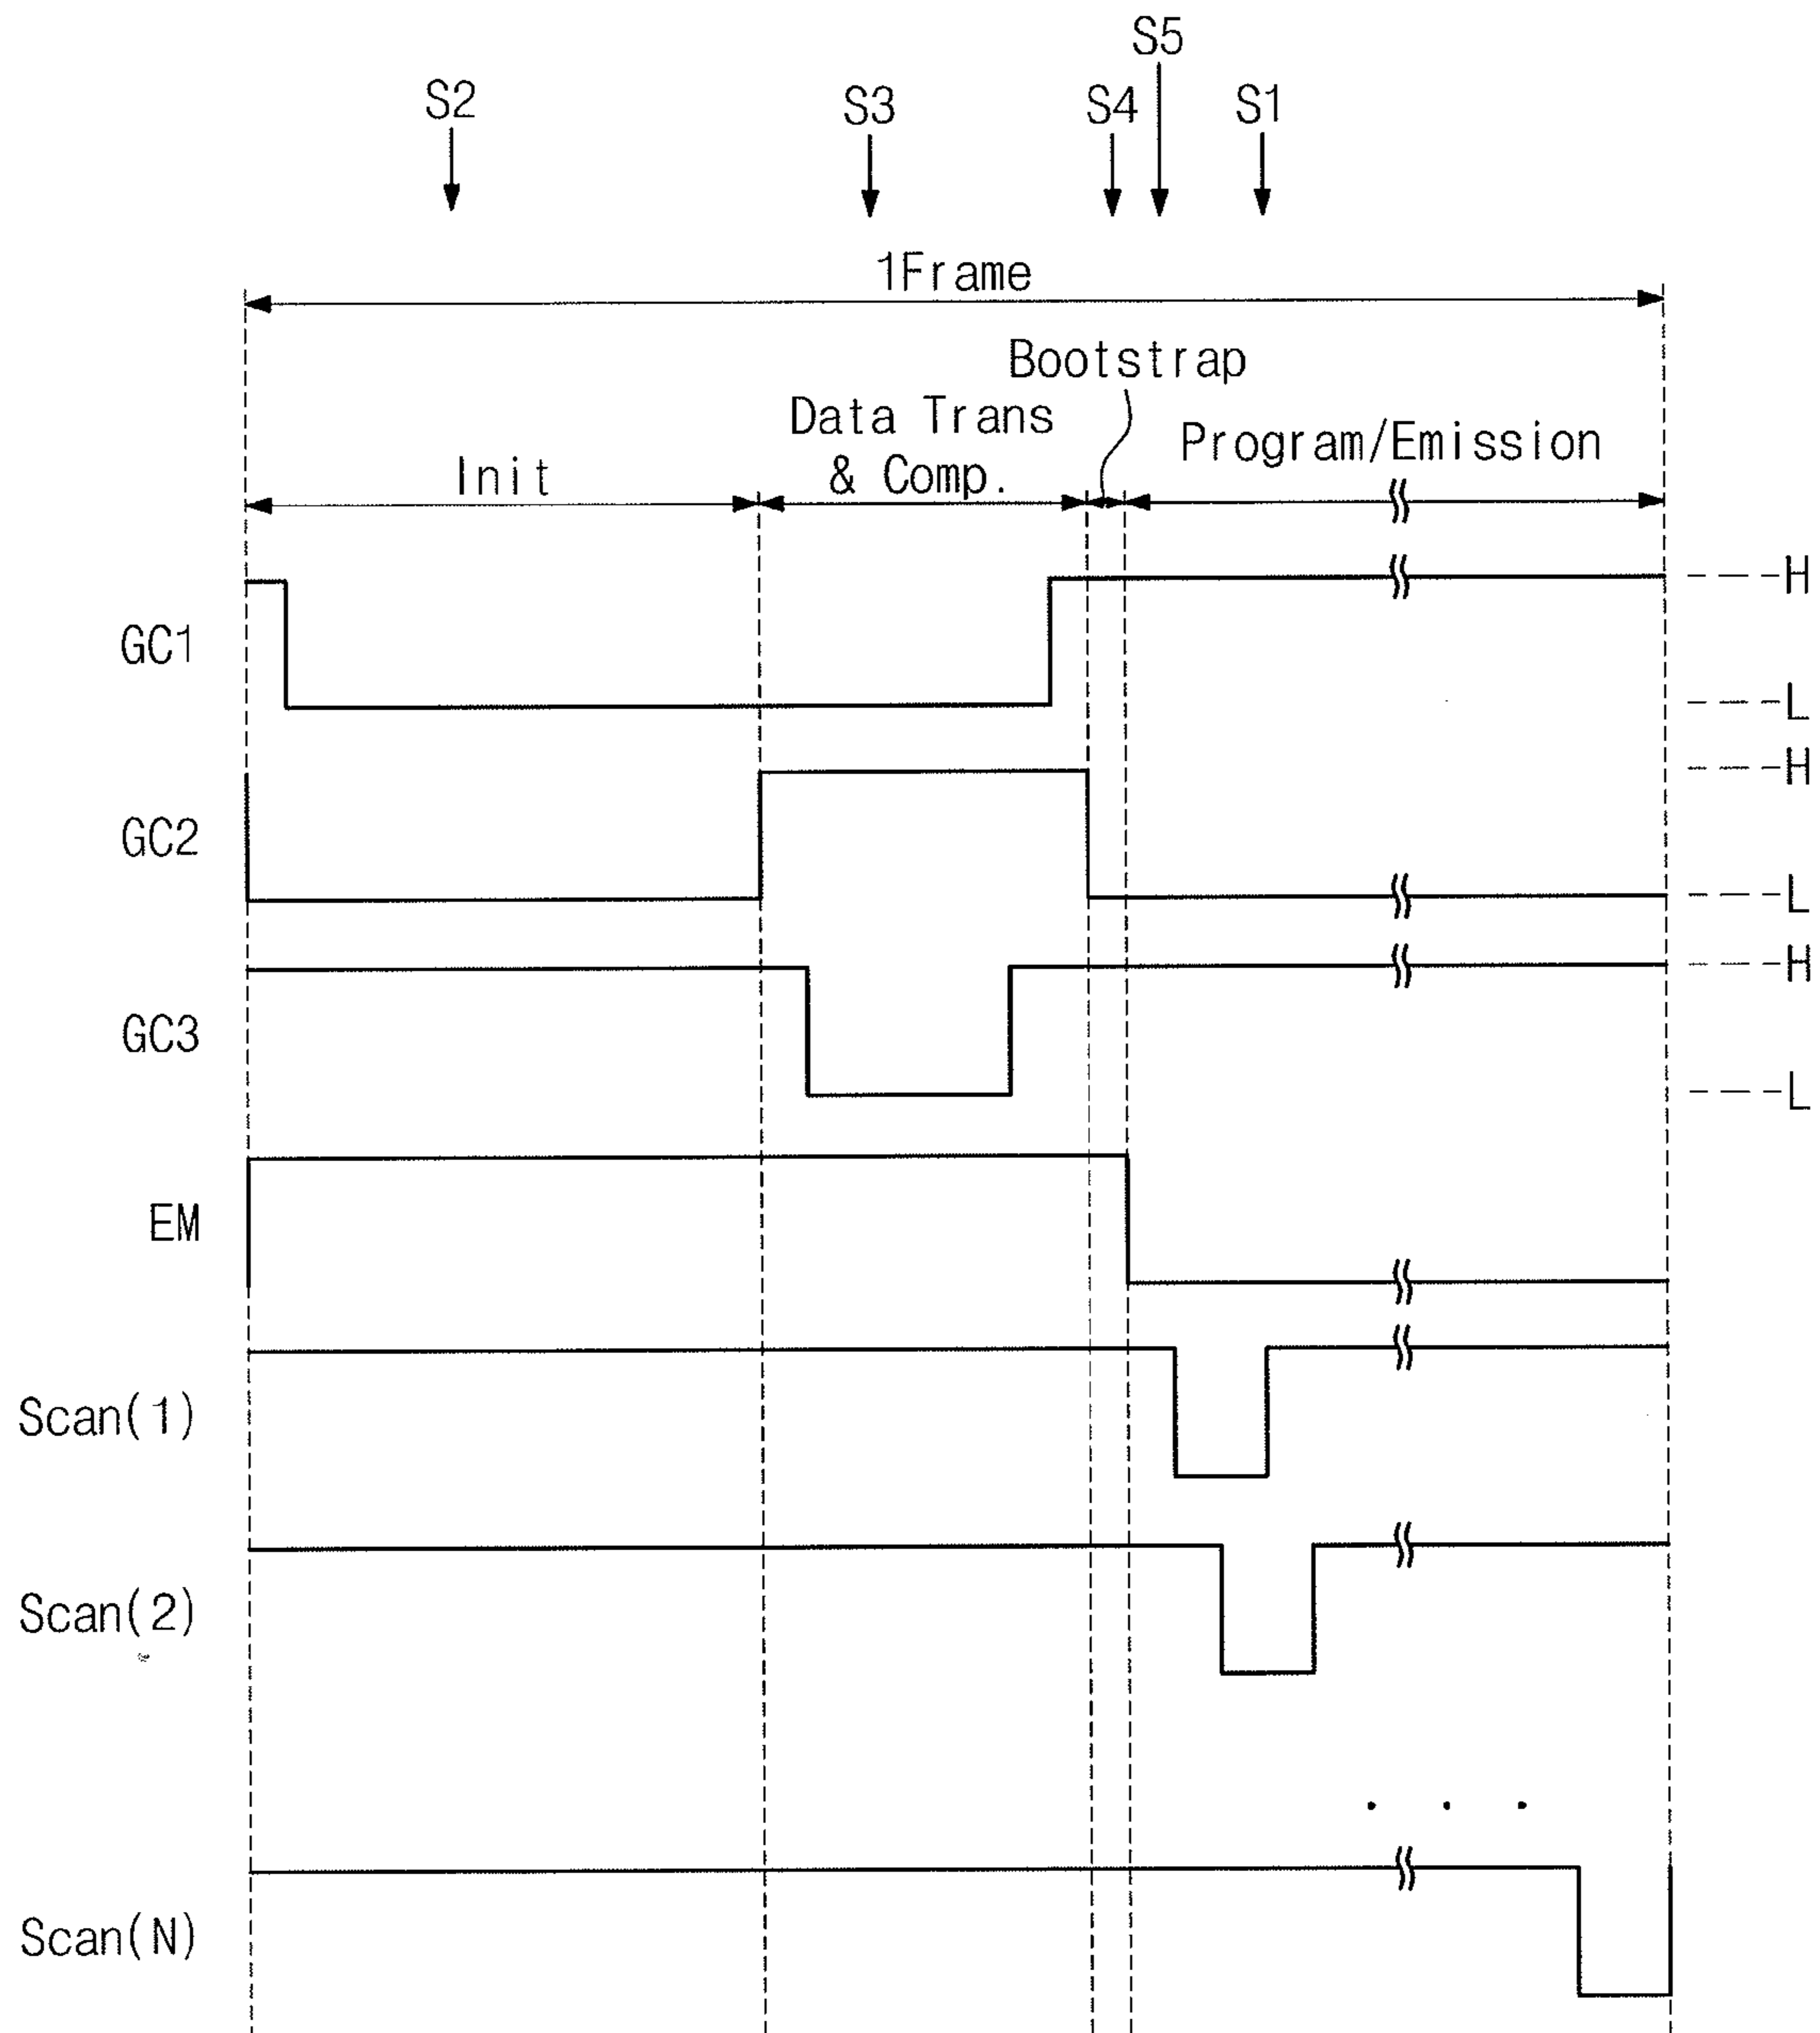 S5
S2
S3
S4
S1
1Frame
Bootstrap
Data Trans
& Comp.
Program/Emission
Init
GC1
H
L
GC2
H
L
GC3
H
L
EM
Scan(1)
Scan(2)
. . .
Scan(N)